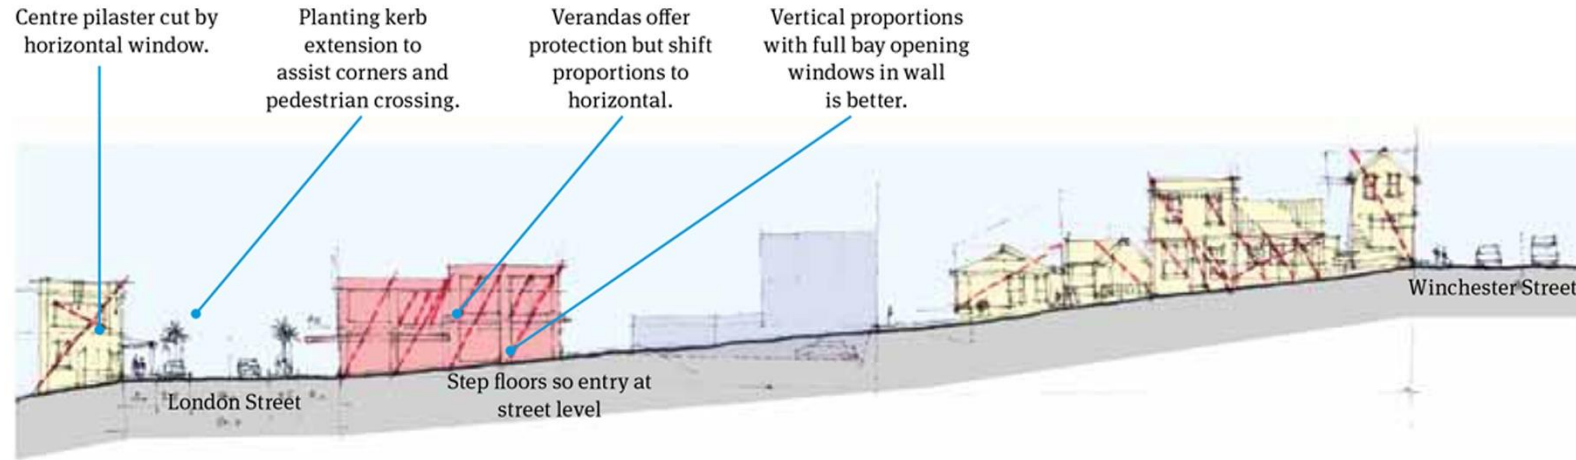 Centre pilaster cut by
horizontal window.
Planting kerb
extension to
assist corners and
pedestrian crossing.
Verandas offer
protection but shift
proportions to
horizontal.
Vertical proportions
with full bay opening
windows in wall
is better.
Winchester Street
Step floors so entry at
street level
London Street